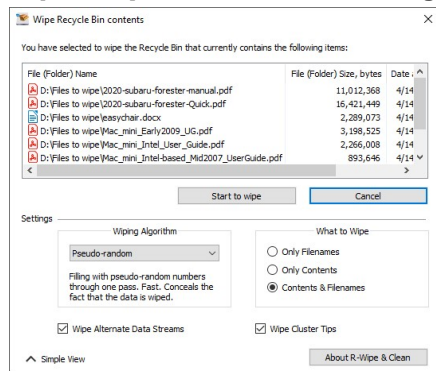 Wipe Recycle Bin contents
You have selected to wipe the Recycle Bin that currently contains the following items:
File (Folder) Name File (Folder) Size, bytes Date
D:\Files to wipe\2020-subaru-forester-manual.pdf 11,012,368 4/14
D:\Files to wipe\2020-subaru-forester-Quick.pdf 16,421,449 4/14
D:\Files to wipe\easychair.docx 2,289,073 4/14
D:\Files to wipe\Mac_mini_Early2009_UG.pdf 3,198,525 4/14
D:\Files to wipe\Mac_mini_Intel_User_Guide.pdf 2,266,008 4/14
D:\Files to wipe\Mac_mini_Intel-based_Mid2007_UserGuide.pdf 893,646 4/14
Start to wipe Cancel
Settings
Wiping Algorithm
Pseudo-random
Filling with pseudo-random numbers
through one pass. Fast. Conceals the
fact that the data is wiped.
What to Wipe
Only Filenames
Only Contents
Contents & Filenames
Wipe Alternate Data Streams Wipe Cluster Tips
Simple View About R-Wipe & Clean